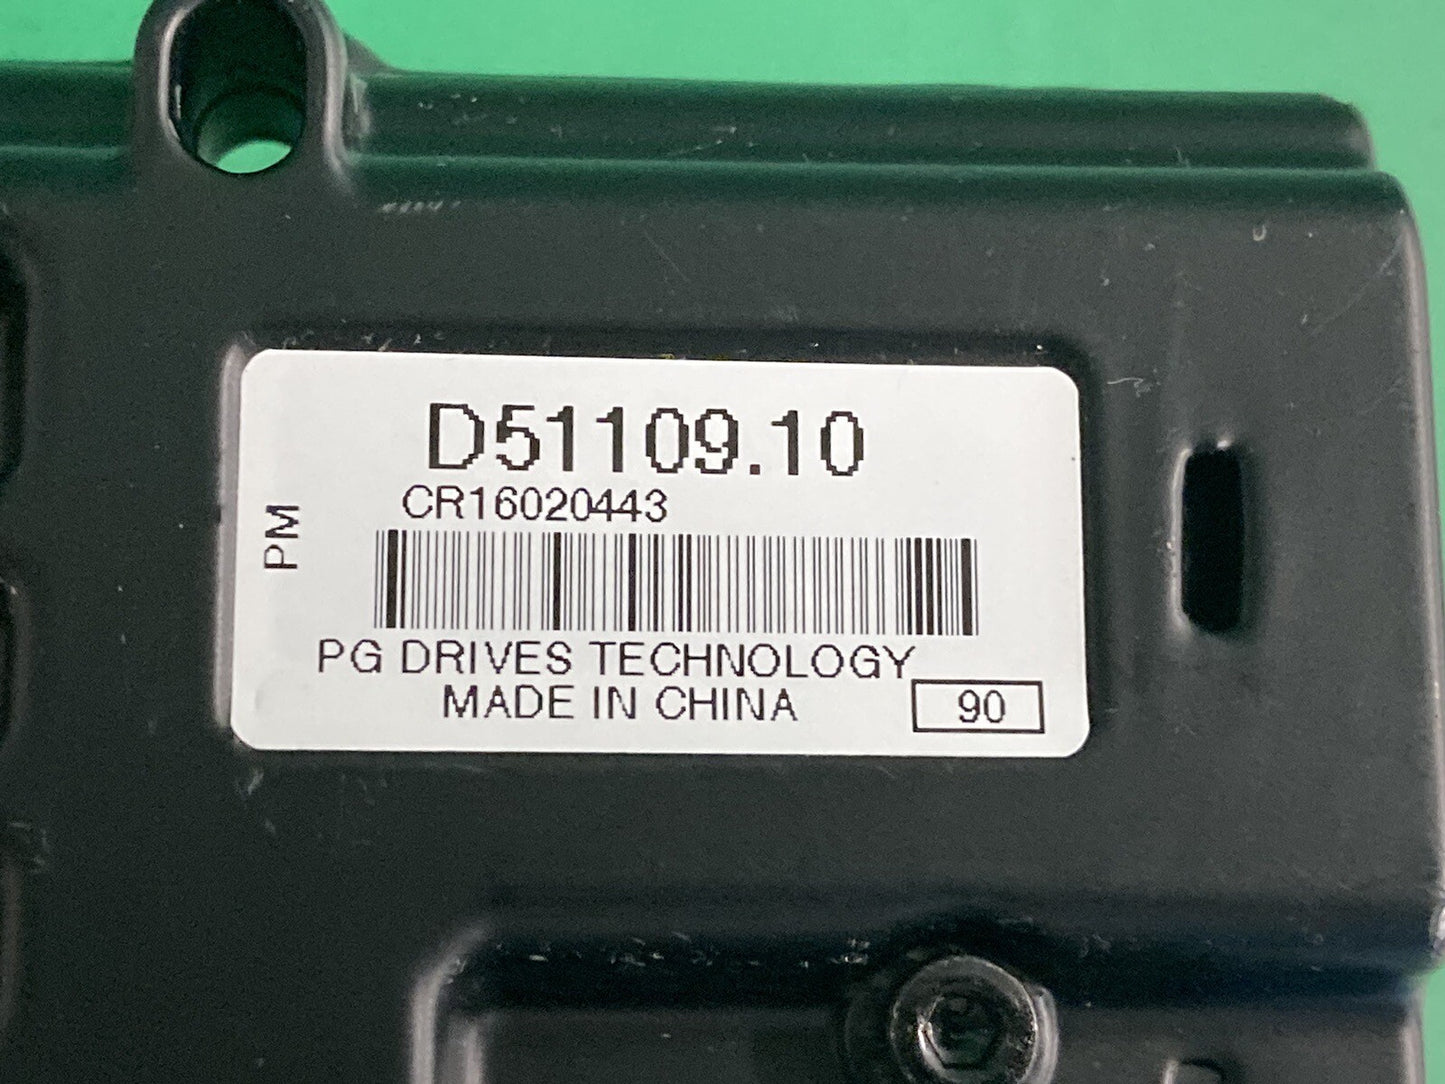 D51109.10
CR16020443
PM
PG DRIVES TECHNOLOGY
MADE IN CHINA
90